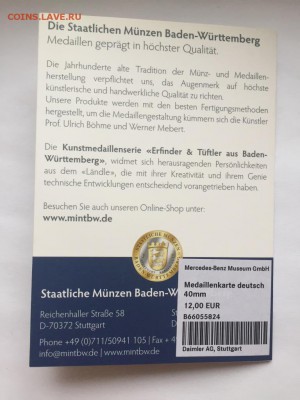 COINS.LAVE.RU
Die Staatlichen Münzen Baden-Württemberg
Medaillen geprägt in höchster Qualität.
Die Jahrhunderte alte Tradition der Münz- und Medaillen-
herstellung verpflichtet uns, das Augenmerk auf höchste
künstlerische und handwerkliche Qualität zu richten.
Unsere Produkte werden mit den besten Fertigungsmethoden
hergestellt, um die Medaillengestaltung kümmern sich die Künstler
Prof. Ulrich Böhme und Werner Mebert.
Die Kunstmedaillenserie «Erfinder & Tüftler aus Baden-
Württemberg», widmet sich herausragenden Persönlichkeiten
aus dem «Ländle», die mit ihrer Kreativität und ihrem Genie
technische Entwicklungen entscheidend vorangetrieben haben.
Besuchen Sie auch unseren Online-Shop unter:
www.mintbw.de
Staatliche Münzen Baden-W
Reichenhaller Straße 58
D-70372 Stuttgart
Phone +49 (0)711/50941 105 | Fax +
info@mintbw.de | www.mintbw.de
Mercedes-Benz Museum GmbH
Medaillenkarte deutsch
40mm
12,00 EUR
B66055824
Daimler AG, Stuttgart